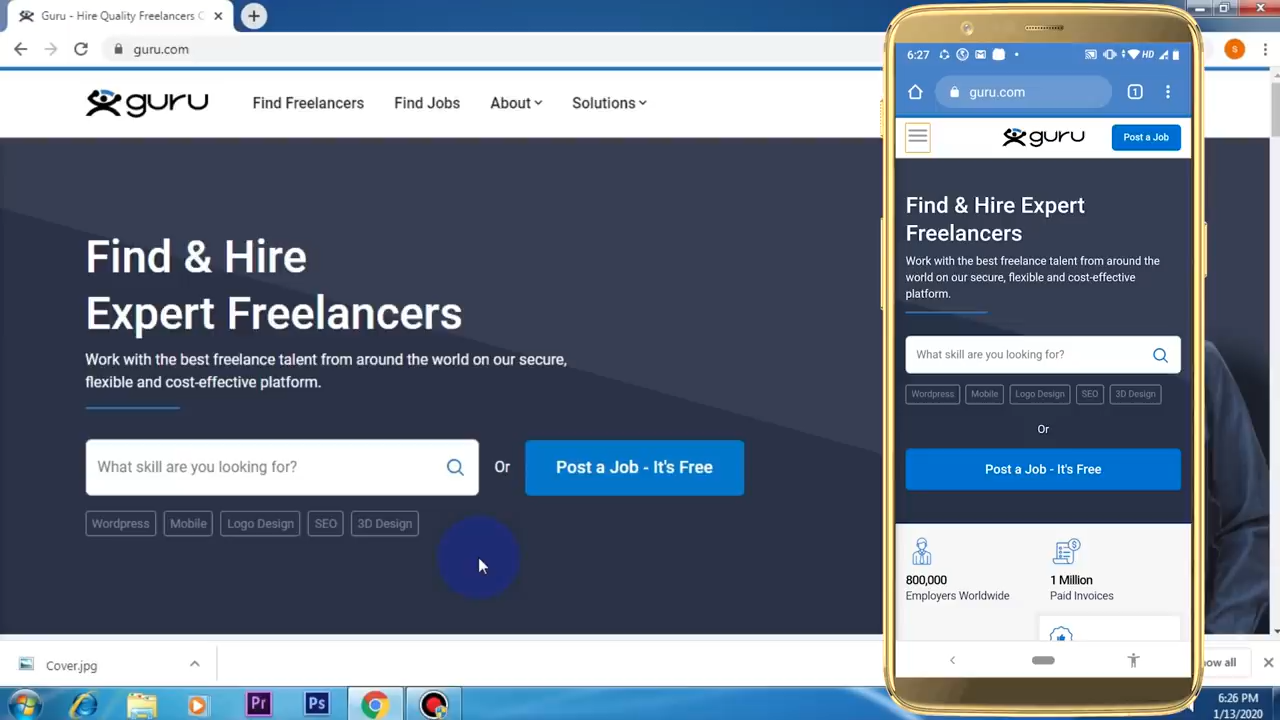 Guru - Hire Quality Freelancers
guru.com
guru
Find Freelancers
Find Jobs
About
Solutions
Find & Hire
Expert Freelancers
Work with the best freelance talent from around the world on our secure,
flexible and cost-effective platform.
What skill are you looking for?
Or
Post a Job - It's Free
Wordpress
Mobile
Logo Design
SEO
3D Design
Cover.jpg
Pr
Ps
6:26 PM
1/13/2020
S
6:27
HD
guru.com
1
guru
Post a Job
Find & Hire Expert
Freelancers
Work with the best freelance talent from around the
world on our secure, flexible and cost-effective
platform.
What skill are you looking for?
Wordpress
Mobile
Logo Design
SEO
3D Design
Or
Post a Job - It's Free
800,000
Employers Worldwide
1 Million
Paid Invoices